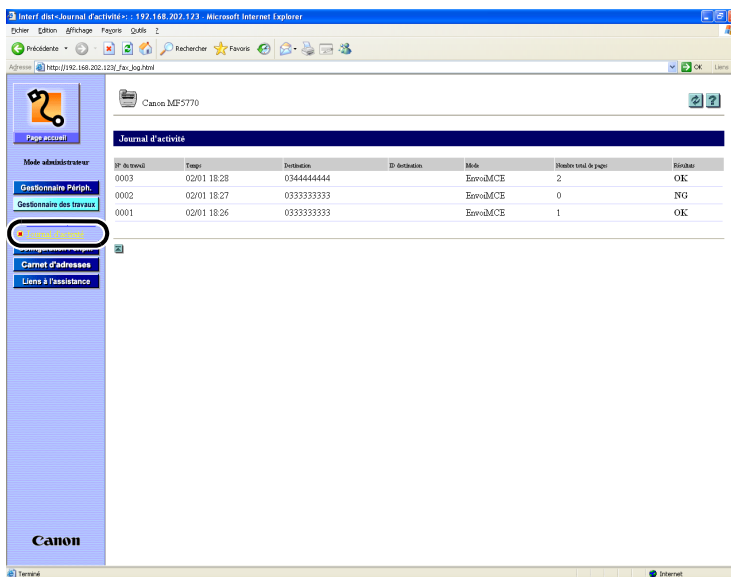 Interf dist<Journal d'activité>: : 192.168.202.123 - Microsoft Internet Explorer
Fichier Edition Affichage Favoris Outils ?
Précédente Rechercher Favoris
Adresse http://192.168.202.123/_fax_log.html OK Liens
Canon MF5770
Page accueil
Journal d'activité
Mode administrateur
N° du travail Temps Destination ID destination Mode Nombre total de pages Résultats
0003 02/01 18:28 0344444444 EnvoiMCE 2 OK
0002 02/01 18:27 0333333333 EnvoiMCE 0 NG
0001 02/01 18:26 0333333333 EnvoiMCE 1 OK
Gestionnaire Périph.
Gestionnaire des travaux
Journal d'activité
Carnet d'adresses
Liens à l'assistance
Canon
Terminé Internet